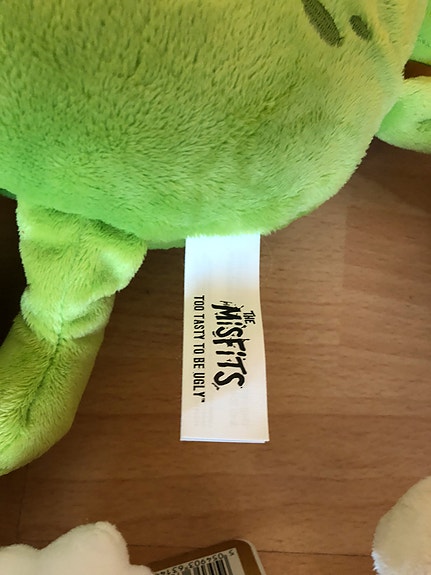 THE
MiSFiTS
TOO TASTY TO BE UGLY™